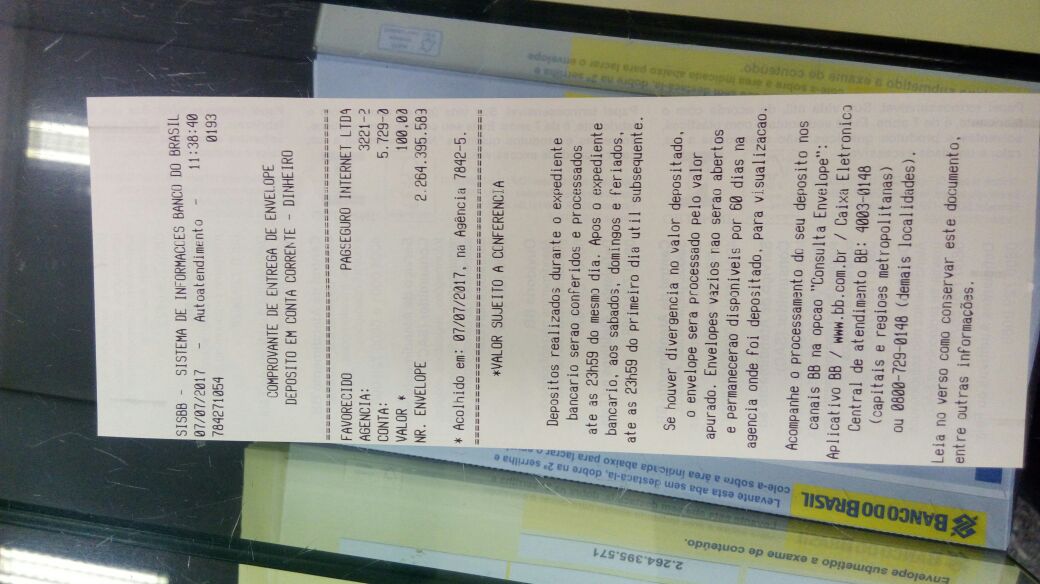 SISBB - SISTEMA DE INFORMACOES BANCO DO BRASIL
07/07/2017 - Autoatendimento - 11:38:40
784271054 0193
COMPROVANTE DE ENTREGA DE ENVELOPE
DEPOSITO EM CONTA CORRENTE - DINHEIRO
================================================
FAVORECIDO PAGSEGURO INTERNET LTDA
AGENCIA: 3221-2
CONTA: 5.729-0
VALOR * 100,00
NR. ENVELOPE 2.264.395.583
* Acolhido em: 07/07/2017, na Agência 7842-5.
================================================
*VALOR SUJEITO A CONFERENCIA
Depositos realizados durante o expediente
bancario serao conferidos e processados
ate as 23h59 do mesmo dia. Apos o expediente
bancario, aos sabados, domingos e feriados,
ate as 23h59 do primeiro dia util subsequente.
Se houver divergencia no valor depositado,
o envelope sera processado pelo valor
apurado. Envelopes vazios nao serao abertos
e permanecerao disponiveis por 60 dias na
agencia onde foi depositado, para visualizacao.
Acompanhe o processamento do seu deposito nos
canais BB na opcao "Consulta Envelope":
Aplicativo BB / www.bb.com.br / Caixa Eletronico
Central de atendimento BB: 4003-0148
(capitais e regioes metropolitanas)
ou 0800-729-0148 (demais localidades).
Leia no verso como conservar este documento,
entre outras informações.
Levante esta aba sem destacá-la, dobre na 2ª serrilha e
cole-a sobre a área indicada abaixo para lacrar o
BANCO DO BRASIL
Envelope submetido a exame de conteúdo.
2.264.395.571
submetido a exame de conteúdo.